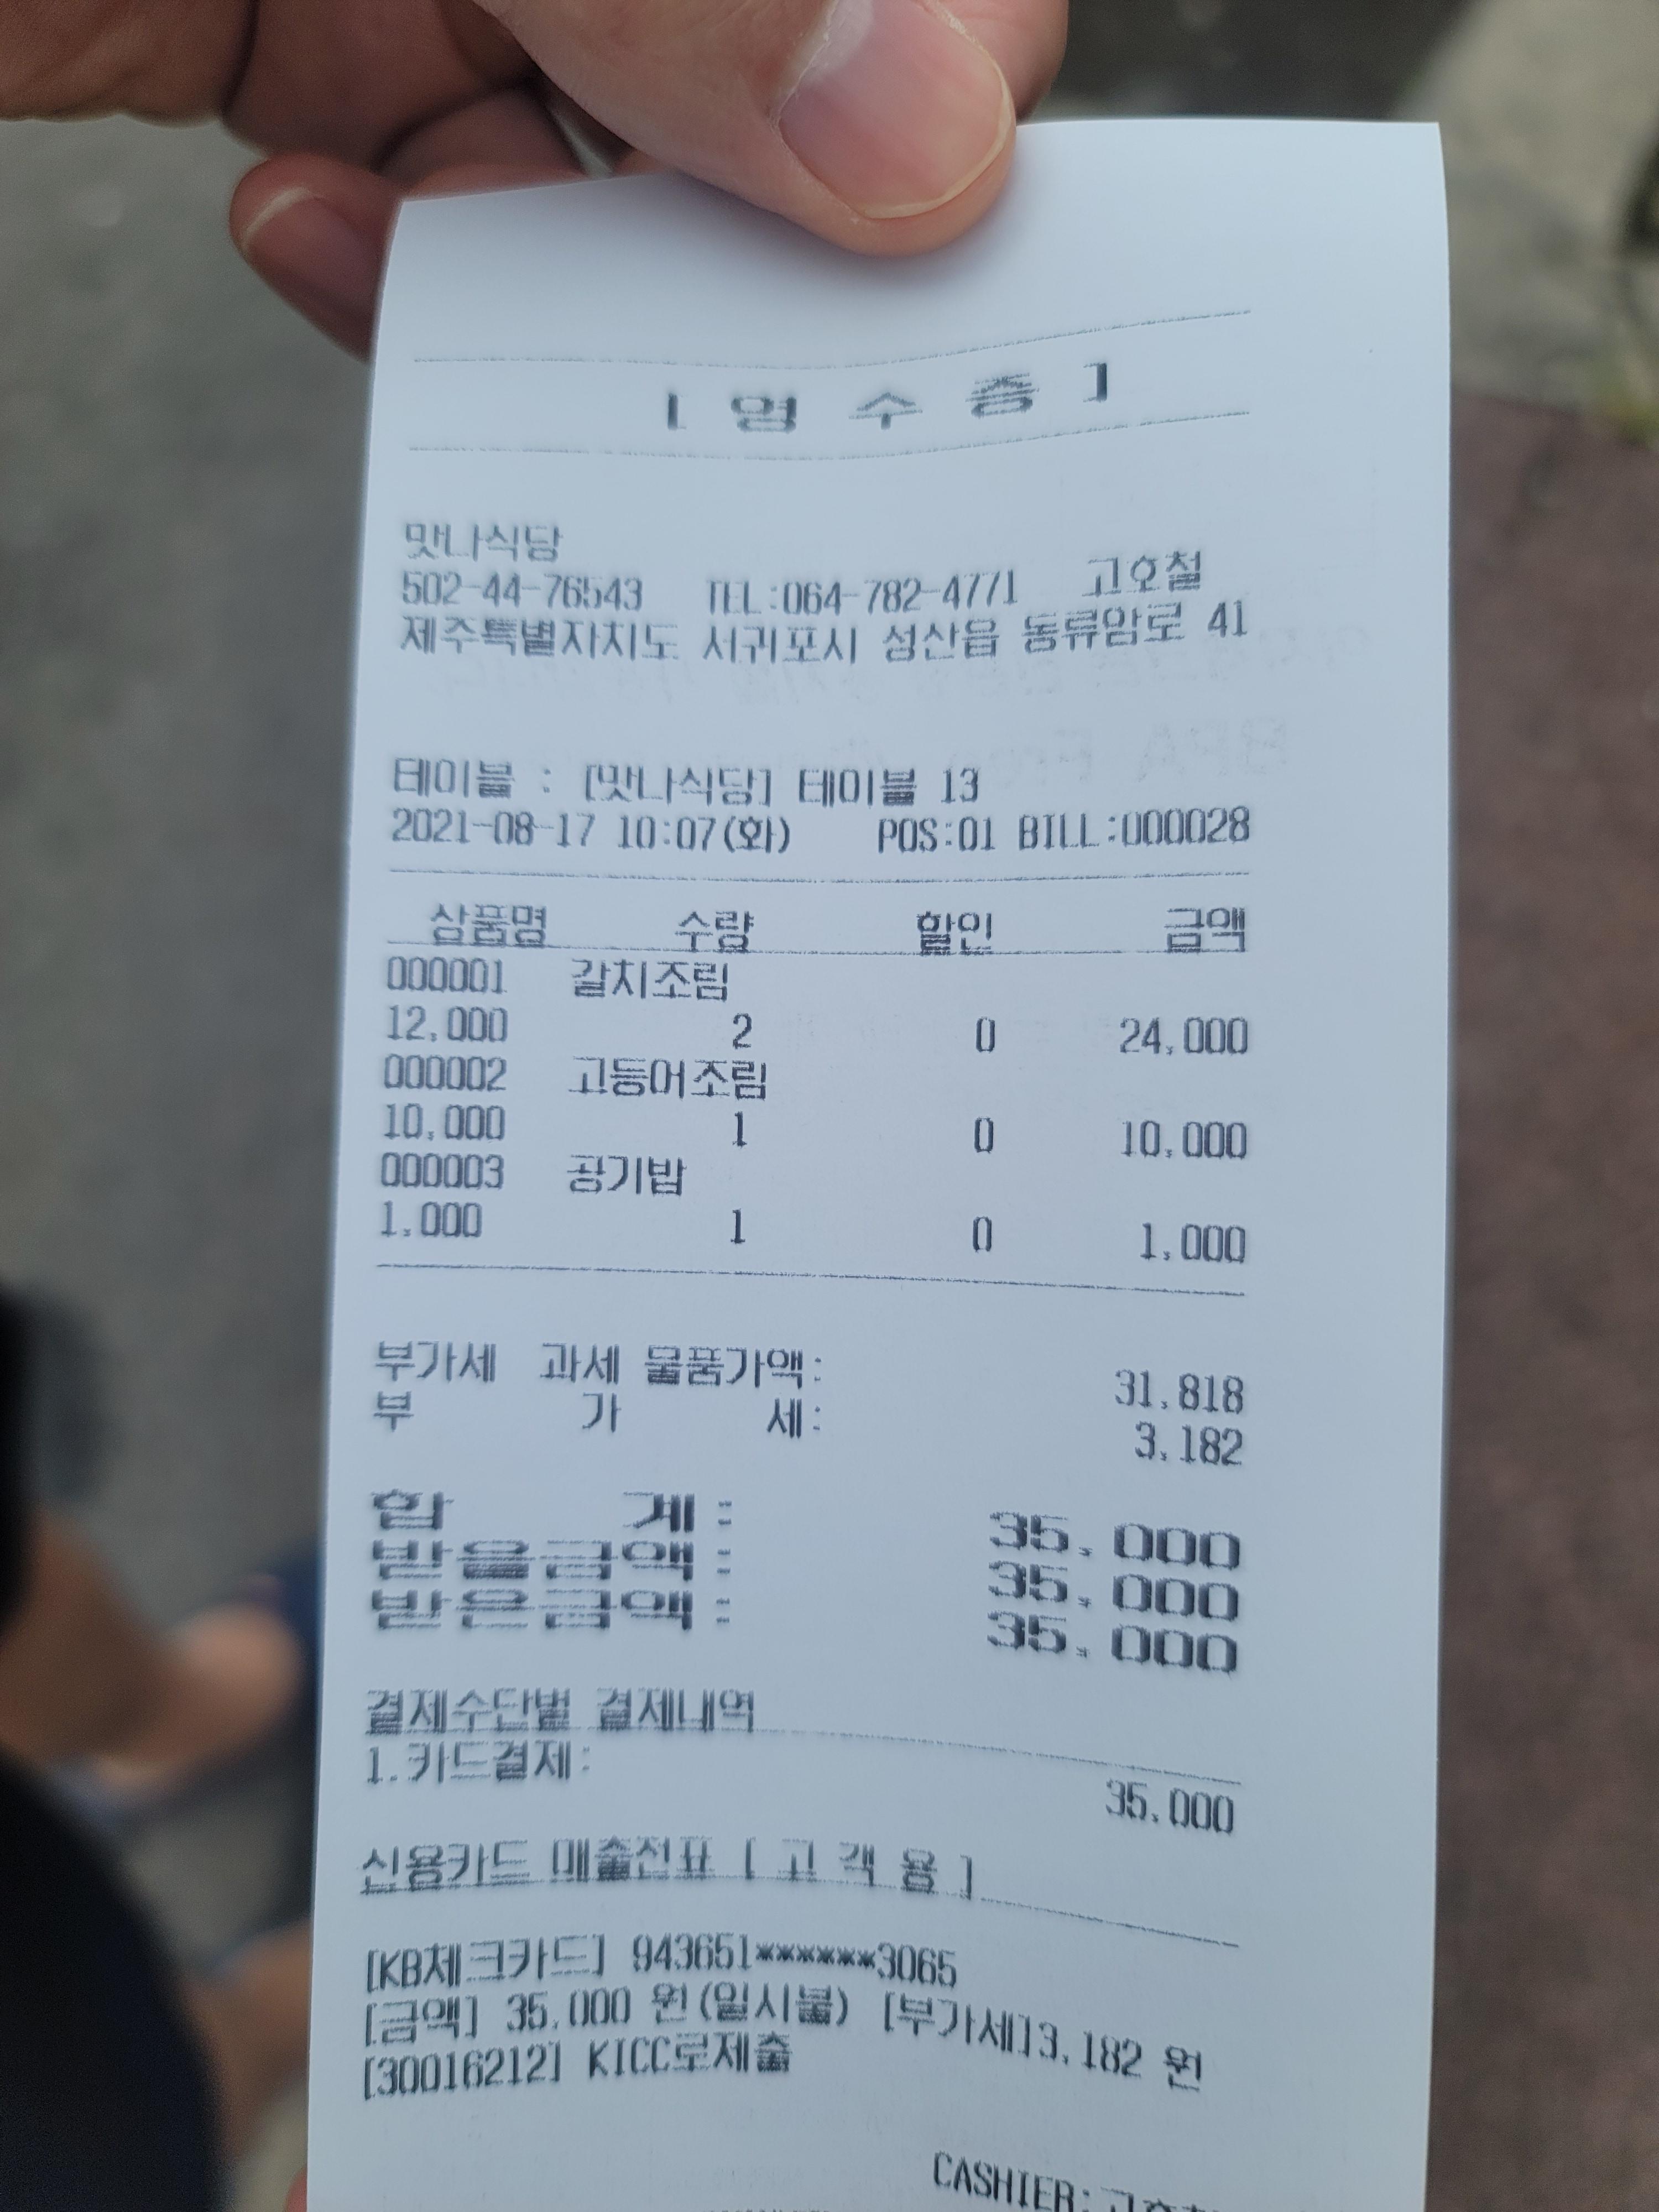 [ 영 수 증 ]
맛나식당
502-44-76543 TEL:064-782-4771 고호철
제주특별자치도 서귀포시 성산읍 동류암로 41
테이블 : [맛나식당] 테이블 13
2021-08-17 10:07(화) POS:01 BILL:000028
상품명 수량 할인 금액
000001 갈치조림
12,000 2 0 24,000
000002 고등어조림
10,000 1 0 10,000
000003 공기밥
1,000 1 0 1,000
부가세 과세 물품가액: 31,818
부 가 세: 3,182
합 계: 35,000
받을금액: 35,000
받은금액: 35,000
결제수단별 결제내역
1.카드결제: 35,000
신용카드 매출전표 [ 고 객 용 ]
[KB체크카드] 943651******3065
[금액] 35,000 원(일시불) [부가세]3,182 원
[30016212] KICC로제출
CASHIER: